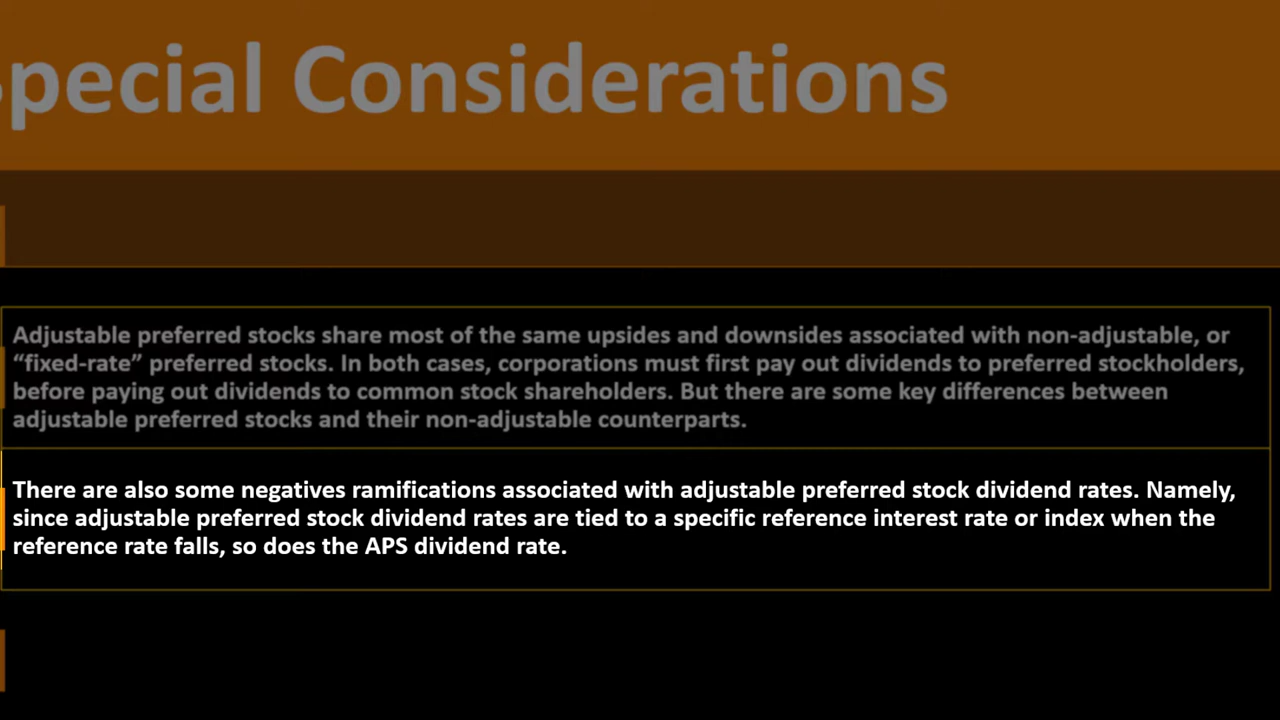 pecial Considerations
Adjustable preferred stocks share most of the same upsides and downsides associated with non-adjustable, or
“fixed-rate” preferred stocks. In both cases, corporations must first pay out dividends to preferred stockholders,
before paying out dividends to common stock shareholders. But there are some key differences between
adjustable preferred stocks and their non-adjustable counterparts.
There are also some negatives ramifications associated with adjustable preferred stock dividend rates. Namely,
since adjustable preferred stock dividend rates are tied to a specific reference interest rate or index when the
reference rate falls, so does the APS dividend rate.